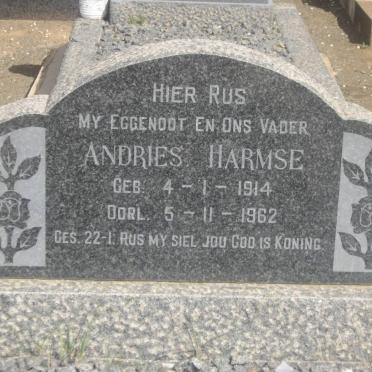 HIER RUS
MY EGGENOOT EN ONS VADER
ANDRIES HARMSE
GEB. 4-1-1914
OORL. 5-11-1962
GES. 22-1. RUS MY SIEL JOU GOD IS KONING